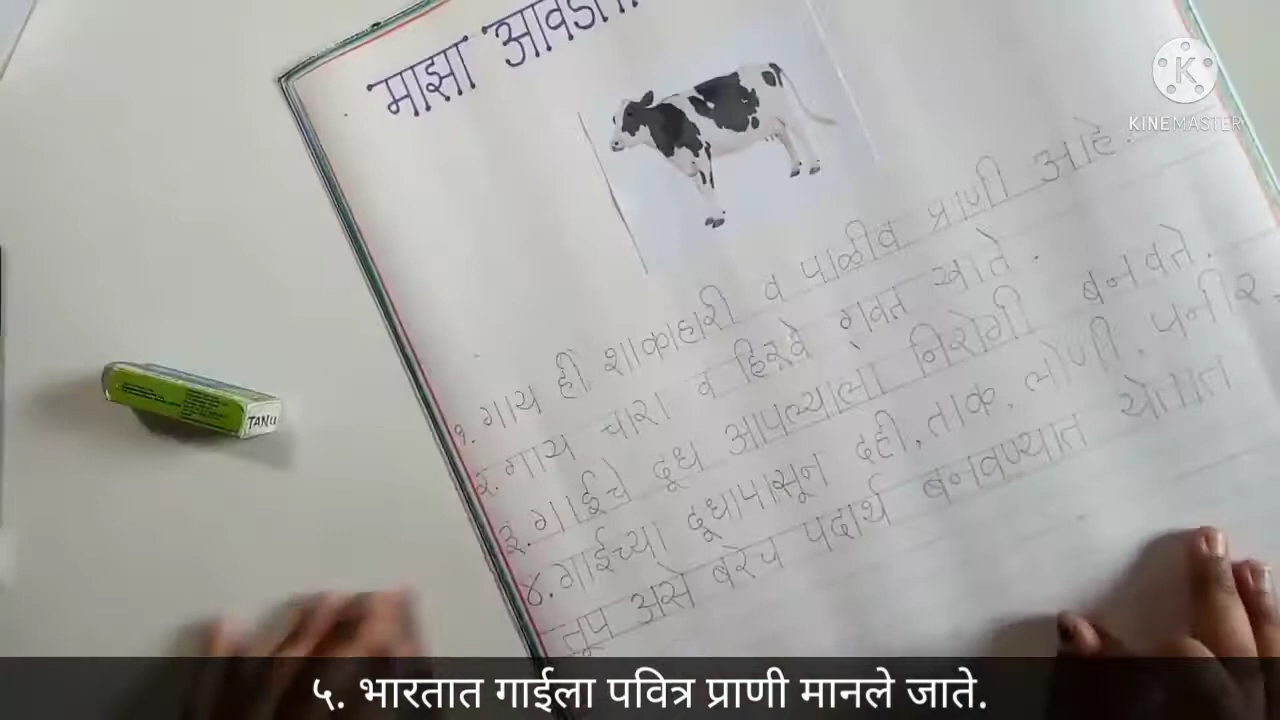 माझा आवडता
KINEMASTER
१. गाय ही शाकाहारी व पाळीव प्राणी आहे.
२. गाय चारा व हिरवे गवत खाते.
३. गाईचे दूध आपल्याला निरोगी बनवते.
४. गाईच्या दूधापासून दही, ताक, लोणी, पनीर,
तूप असे बरेच पदार्थ बनवण्यात येतात
TANU
५. भारतात गाईला पवित्र प्राणी मानले जाते.